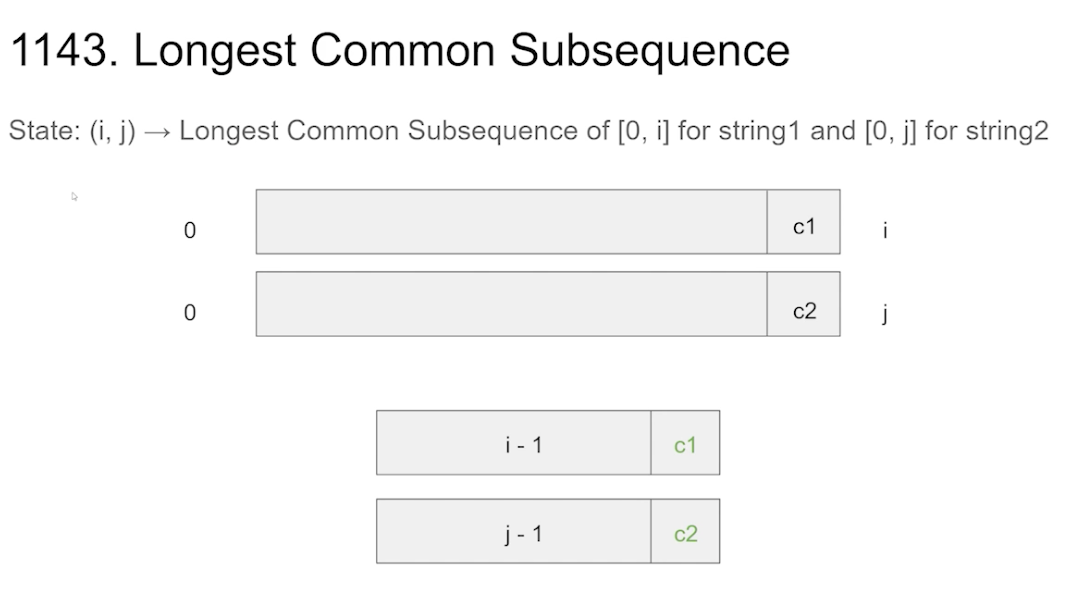 1143. Longest Common Subsequence
State: (i, j) → Longest Common Subsequence of [0, i] for string1 and [0, j] for string2
0 c1 i
0 c2 j
i - 1 c1
j - 1 c2